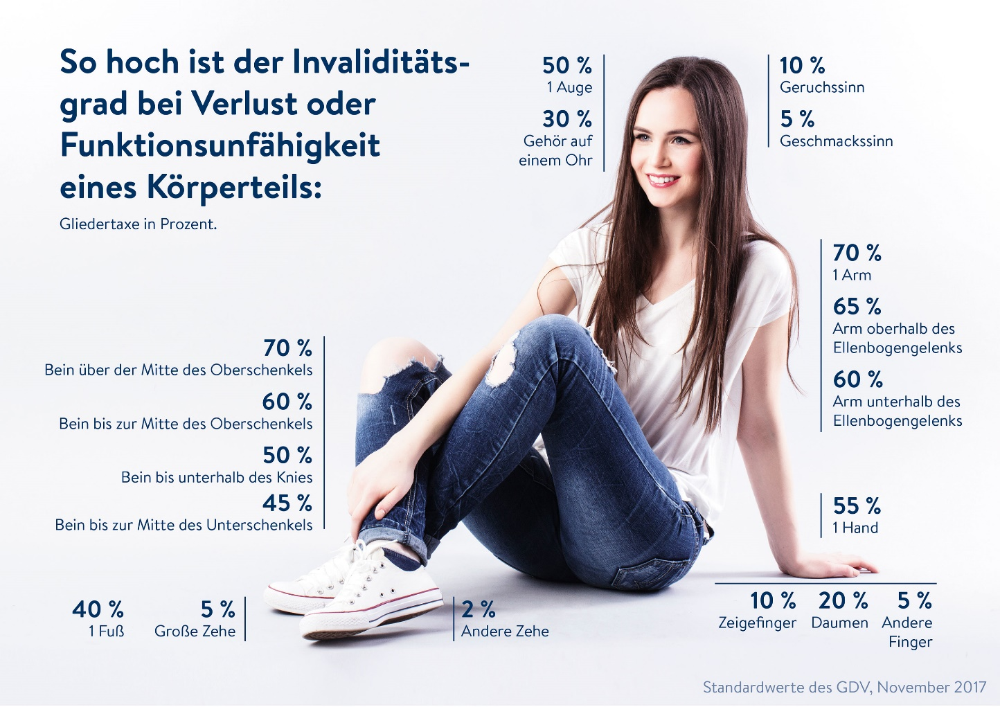 So hoch ist der Invaliditäts-
grad bei Verlust oder
Funktionsunfähigkeit
eines Körperteils:
Gliedertaxe in Prozent.
50 %
1 Auge
30 %
Gehör auf
einem Ohr
10 %
Geruchssinn
5 %
Geschmackssinn
70 %
1 Arm
65 %
Arm oberhalb des
Ellenbogengelenks
60 %
Arm unterhalb des
Ellenbogengelenks
70 %
Bein über der Mitte des Oberschenkels
60 %
Bein bis zur Mitte des Oberschenkels
50 %
Bein bis unterhalb des Knies
45 %
Bein bis zur Mitte des Unterschenkels
55 %
1 Hand
40 %
1 Fuß
5 %
Große Zehe
2 %
Andere Zehe
10 %
Zeigefinger
20 %
Daumen
5 %
Andere
Finger
Standardwerte des GDV, November 2017